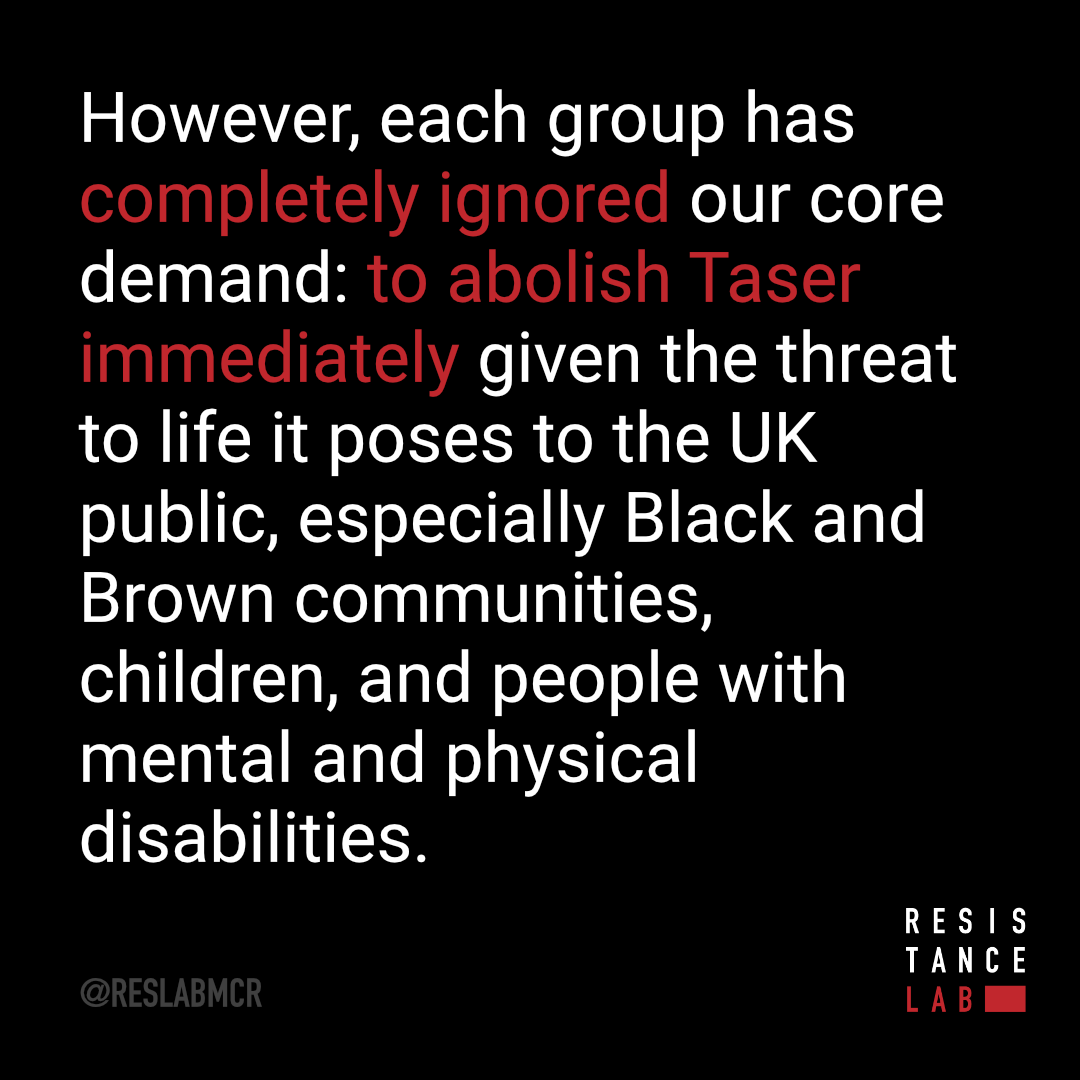 However, each group has
completely ignored our core
demand: to abolish Taser
immediately given the threat
to life it poses to the UK
public, especially Black and
Brown communities,
children, and people with
mental and physical
disabilities.
RESIS
TANCE
LAB
@RESLABMCR